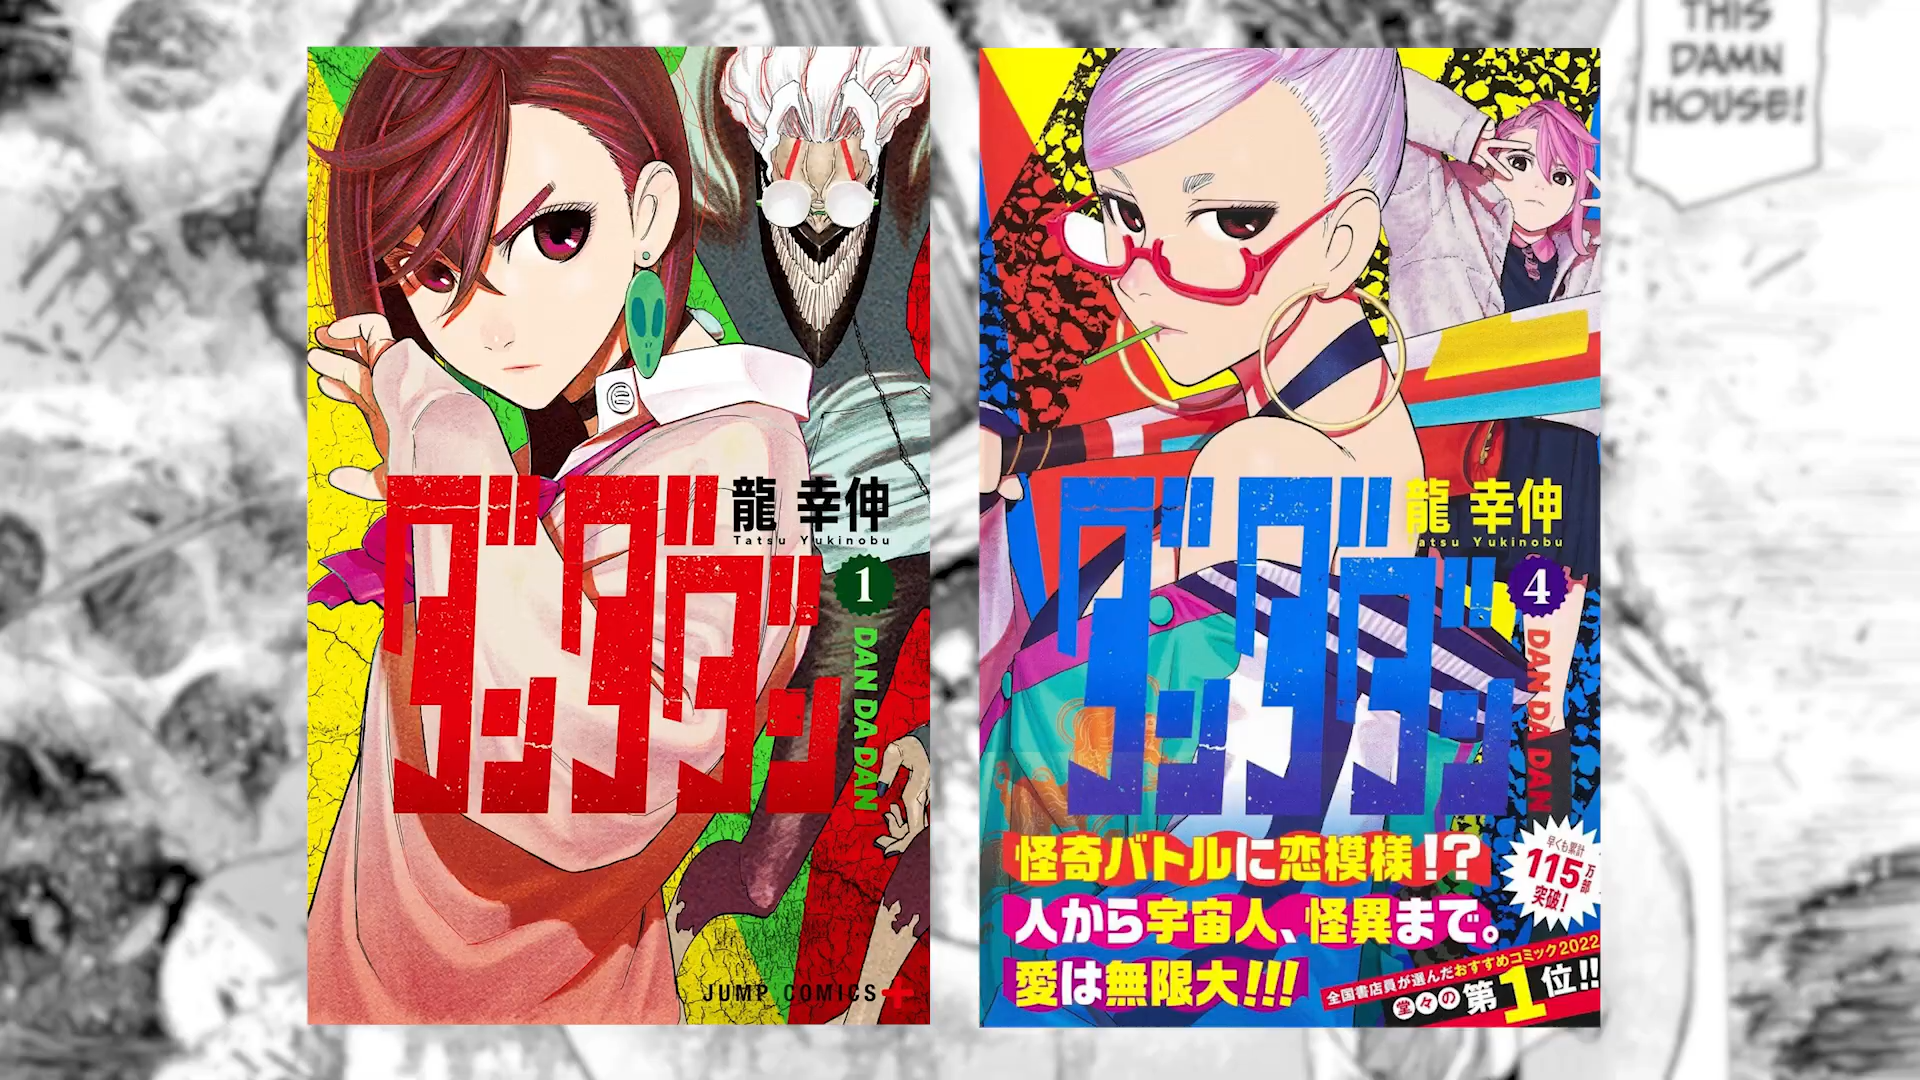 THIS
DAMN
HOUSE!
ダンダダン
龍 幸伸
Tatsu Yukinobu
1
DAN DA DAN
JUMP COMICS+
ダンダダン
龍 幸伸
atsu Yukinobu
4
DAN DA DAN
怪奇バトルに恋模様!?
人から宇宙人、怪異まで。
愛は無限大!!!
早くも累計
115万部
突破!
全国書店員が選んだおすすめコミック2022
堂々の第1位!!